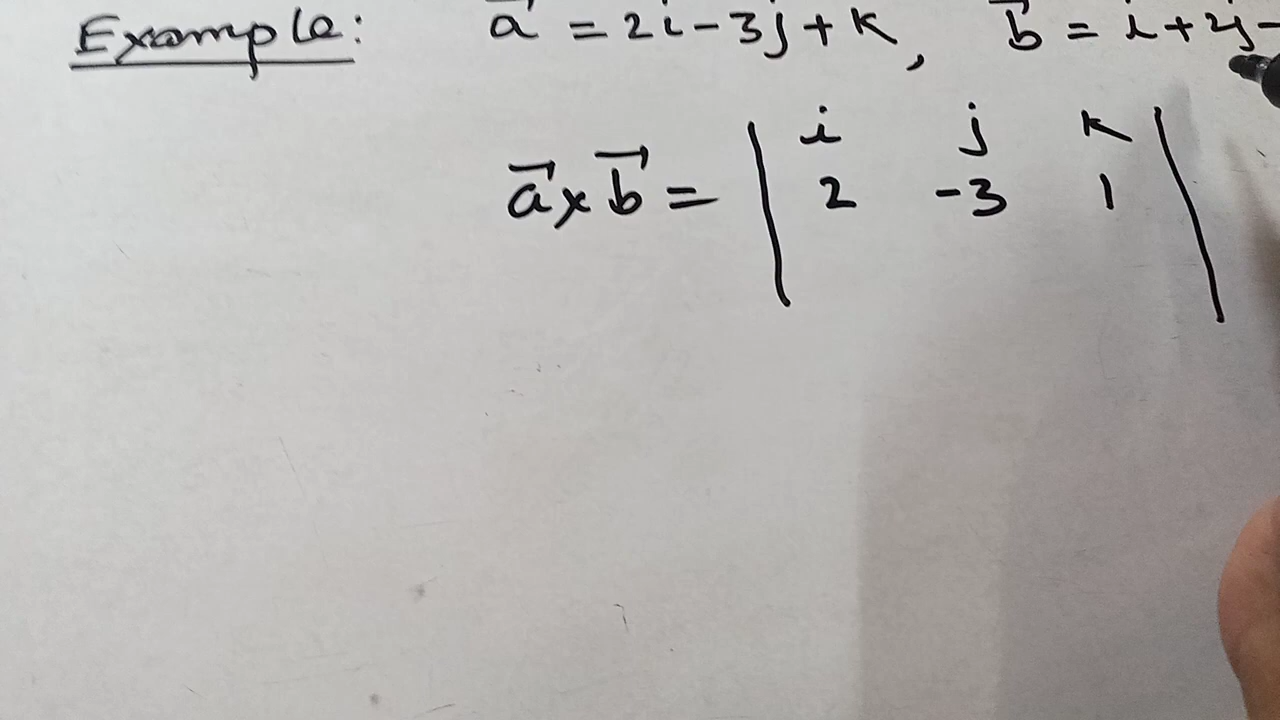 Example: a⃗ = 2i - 3j + k, b⃗ = i + 2j -
i j k
a⃗ x b⃗ = | 2 -3 1 |